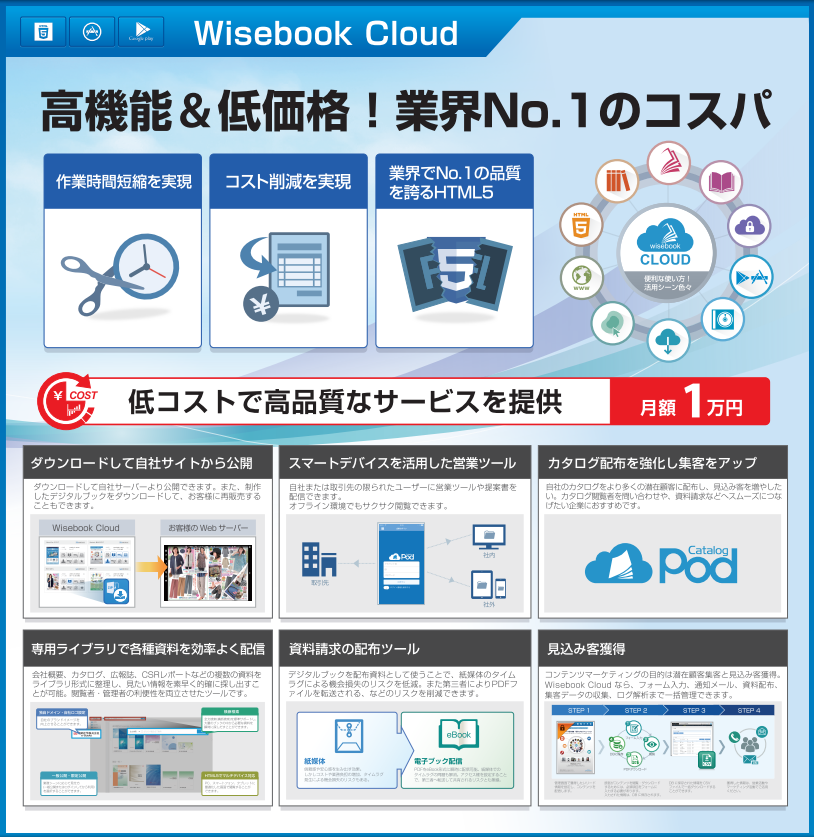 Google play
Wisebook Cloud
高機能&低価格！業界No.1のコスパ
作業時間短縮を実現
コスト削減を実現
業界でNo.1の品質
を誇るHTML5
HTML
5
WWW
wisebook
CLOUD
便利な使い方！
活用シーン色々
¥ COST
低コストで高品質なサービスを提供
月額 1万円
ダウンロードして自社サイトから公開
ダウンロードして自社サーバーより公開できます。また、制作
したデジタルブックをダウンロードして、お客様に再販売する
こともできます。
Wisebook Cloud
お客様の Web サーバー
スマートデバイスを活用した営業ツール
自社または取引先の限られたユーザーに営業ツールや提案書を
配信できます。
オフライン環境でもサクサク閲覧できます。
取引先
Pod
社内
社外
カタログ配布を強化し集客をアップ
自社のカタログをより多くの潜在顧客に配布し、見込み客を増やした
い。カタログ閲覧者を問い合わせや、資料請求などへスムーズにつな
げたい企業におすすめです。
Catalog
Pod
専用ライブラリで各種資料を効率よく配信
会社概要、カタログ、広報誌、CSRレポートなどの複数の資料を
ライブラリ形式に整理し、見たい情報を素早く的確に探し出すこ
とが可能。閲覧者・管理者の利便性を両立させたツールです。
資料請求の配布ツール
デジタルブックを配布資料として使うことで、紙媒体のタイム
ラグによる機会損失のリスクを低減。また第三者によりPDFフ
ァイルを転送される、などのリスクを削減できます。
紙媒体
eBook
電子ブック配信
見込み客獲得
コンテンツマーケティングの目的は潜在顧客集客と見込み客獲得。
Wisebook Cloud なら、フォーム入力、通知メール、資料配布、
集客データの収集、ログ解析まで一括管理できます。
STEP 1
STEP 2
STEP 3
STEP 4